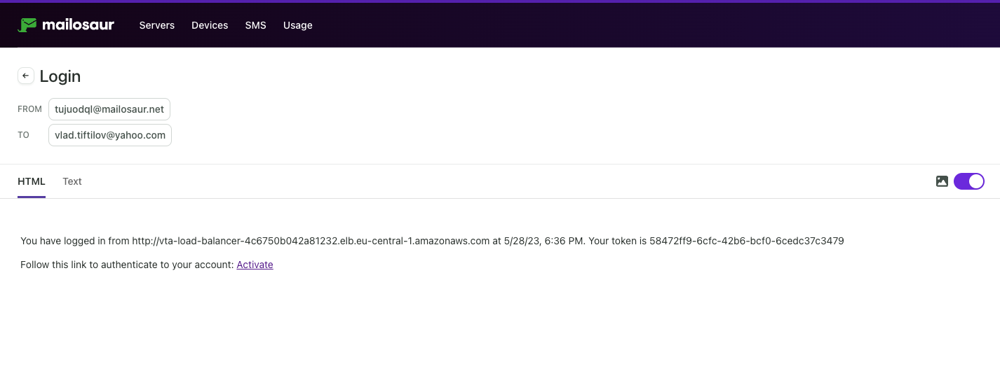 mailosaur Servers Devices SMS Usage
Login
FROM tujuodql@mailosaur.net
TO vlad.tiftilov@yahoo.com
HTML Text
You have logged in from http://vta-load-balancer-4c6750b042a81232.elb.eu-central-1.amazonaws.com at 5/28/23, 6:36 PM. Your token is 58472ff9-6cfc-42b6-bcf0-6cedc37c3479
Follow this link to authenticate to your account: Activate